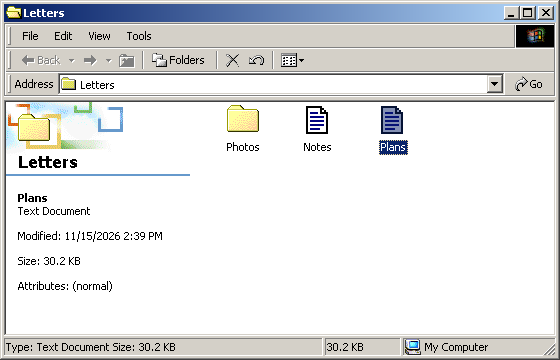 Letters
File Edit View Tools
Back Folders
Address Letters Go
Photos Notes Plans
Letters
Plans
Text Document
Modified: 11/15/2026 2:39 PM
Size: 30.2 KB
Attributes: (normal)
Type: Text Document Size: 30.2 KB 30.2 KB My Computer